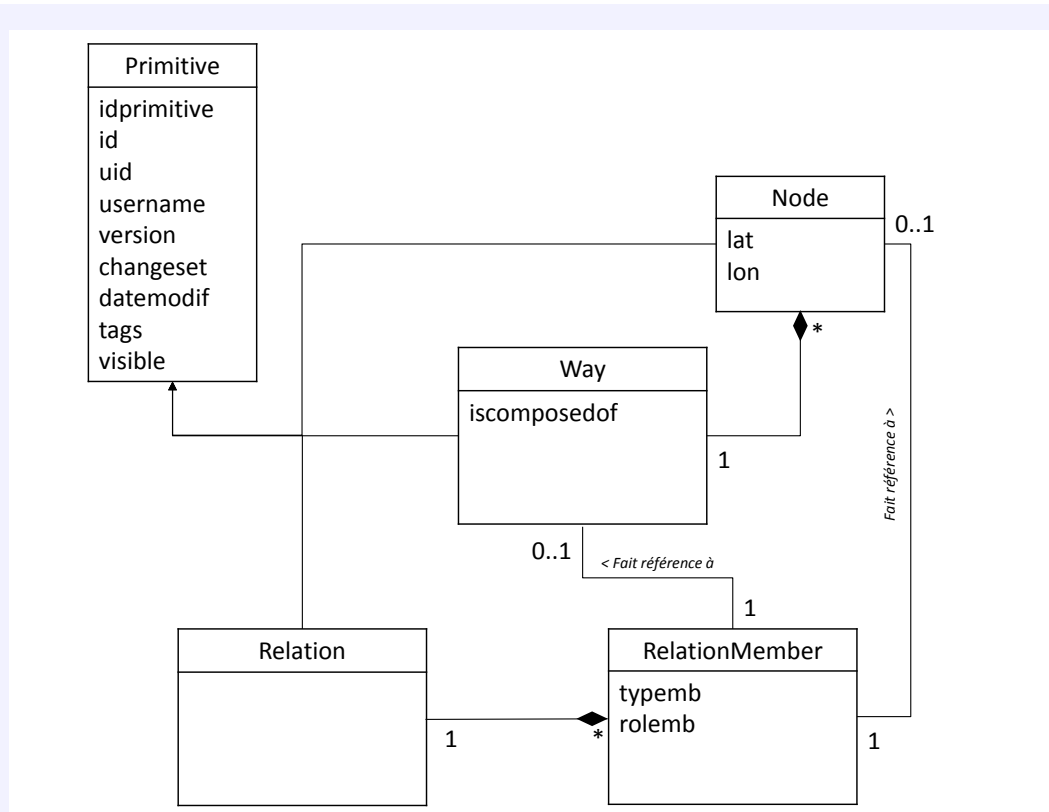 Primitive
idprimitive
id
uid
username
version
changeset
datemodif
tags
visible
Node
lat
lon
0..1
*
Way
iscomposedof
1
Fait référence à >
0..1
< Fait référence à
1
Relation
RelationMember
typemb
rolemb
1
*
1